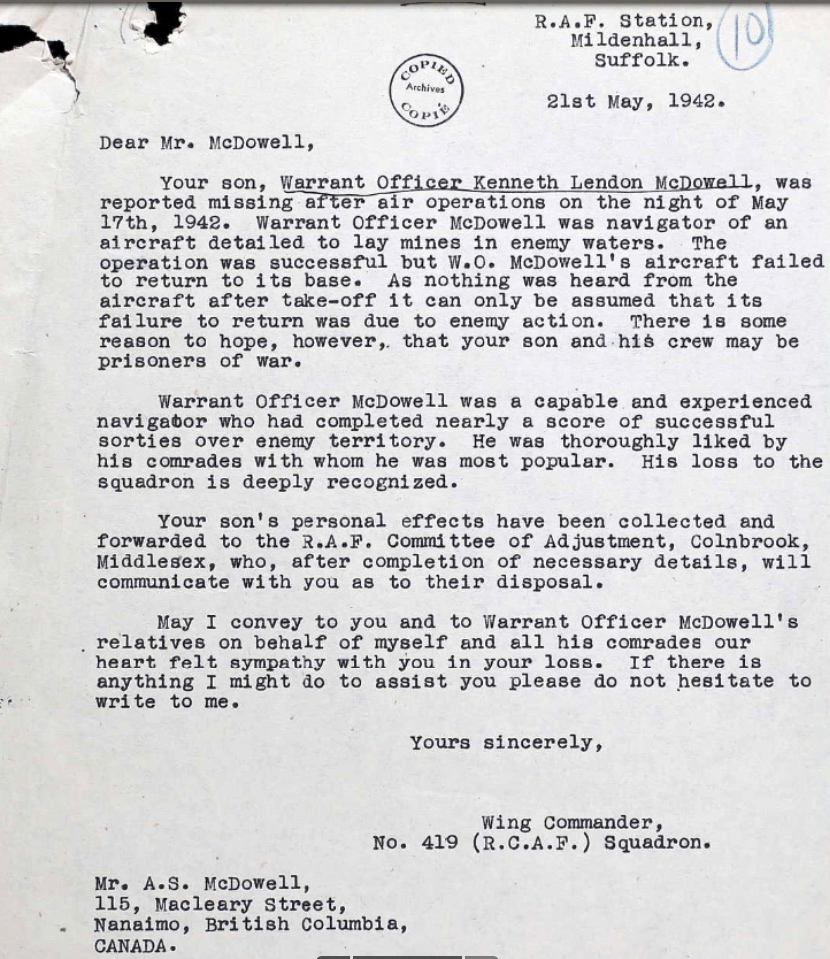 R.A.F. Station,
Mildenhall,
Suffolk.
10
COPIED
Archives
COPIÉ
21st May, 1942.
Dear Mr. McDowell,
Your son, Warrant Officer Kenneth Lendon McDowell, was
reported missing after air operations on the night of May
17th, 1942. Warrant Officer McDowell was navigator of an
aircraft detailed to lay mines in enemy waters. The
operation was successful but W.O. McDowell's aircraft failed
to return to its base. As nothing was heard from the
aircraft after take-off it can only be assumed that its
failure to return was due to enemy action. There is some
reason to hope, however, that your son and his crew may be
prisoners of war.
Warrant Officer McDowell was a capable and experienced
navigator who had completed nearly a score of successful
sorties over enemy territory. He was thoroughly liked by
his comrades with whom he was most popular. His loss to the
squadron is deeply recognized.
Your son's personal effects have been collected and
forwarded to the R.A.F. Committee of Adjustment, Colnbrook,
Middlesex, who, after completion of necessary details, will
communicate with you as to their disposal.
May I convey to you and to Warrant Officer McDowell's
relatives on behalf of myself and all his comrades our
heart felt sympathy with you in your loss. If there is
anything I might do to assist you please do not hesitate to
write to me.
Yours sincerely,
Wing Commander,
No. 419 (R.C.A.F.) Squadron.
Mr. A.S. McDowell,
115, Macleary Street,
Nanaimo, British Columbia,
CANADA.